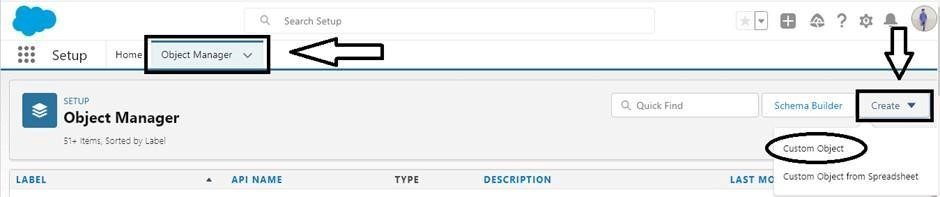 Search Setup
Setup Home Object Manager
SETUP
Object Manager
51+ Items, Sorted by Label
Quick Find
Schema Builder
Create
Custom Object
Custom Object from Spreadsheet
LABEL API NAME TYPE DESCRIPTION LAST MO